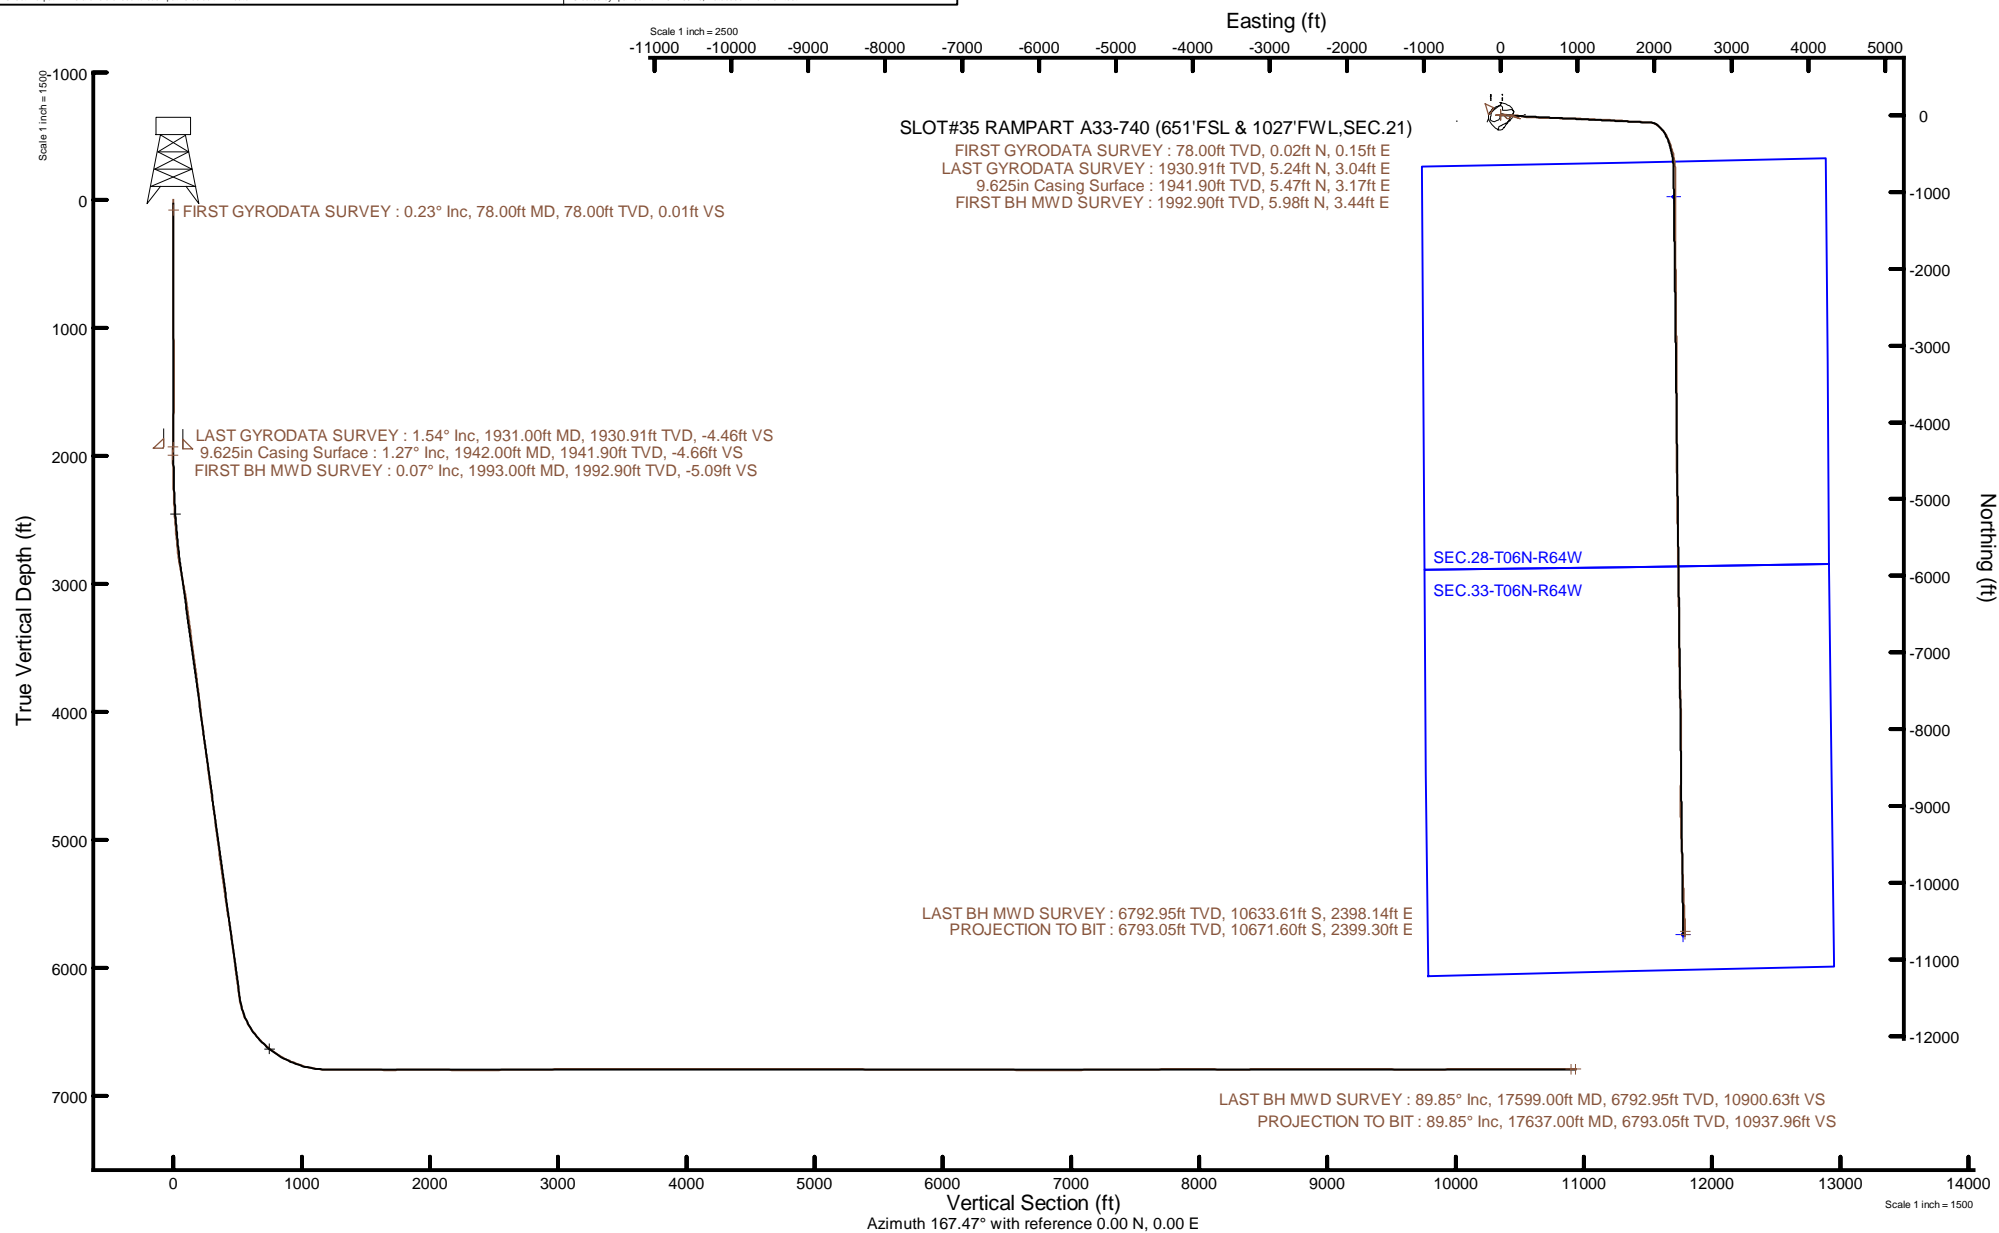 Easting (ft)
Scale 1 inch = 2500
-11000 -10000 -9000 -8000 -7000 -6000 -5000 -4000 -3000 -2000 -1000 0 1000 2000 3000 4000 5000
Scale 1 inch = 1500
-1000
0
1000
2000
3000
4000
5000
6000
7000
True Vertical Depth (ft)
FIRST GYRODATA SURVEY : 0.23° Inc, 78.00ft MD, 78.00ft TVD, 0.01ft VS
LAST GYRODATA SURVEY : 1.54° Inc, 1931.00ft MD, 1930.91ft TVD, -4.46ft VS
9.625in Casing Surface : 1.27° Inc, 1942.00ft MD, 1941.90ft TVD, -4.66ft VS
FIRST BH MWD SURVEY : 0.07° Inc, 1993.00ft MD, 1992.90ft TVD, -5.09ft VS
SLOT#35 RAMPART A33-740 (651'FSL & 1027'FWL,SEC.21)
FIRST GYRODATA SURVEY : 78.00ft TVD, 0.02ft N, 0.15ft E
LAST GYRODATA SURVEY : 1930.91ft TVD, 5.24ft N, 3.04ft E
9.625in Casing Surface : 1941.90ft TVD, 5.47ft N, 3.17ft E
FIRST BH MWD SURVEY : 1992.90ft TVD, 5.98ft N, 3.44ft E
SEC.28-T06N-R64W
SEC.33-T06N-R64W
LAST BH MWD SURVEY : 6792.95ft TVD, 10633.61ft S, 2398.14ft E
PROJECTION TO BIT : 6793.05ft TVD, 10671.60ft S, 2399.30ft E
0
-1000
-2000
-3000
-4000
-5000
-6000
-7000
-8000
-9000
-10000
-11000
-12000
Northing (ft)
LAST BH MWD SURVEY : 89.85° Inc, 17599.00ft MD, 6792.95ft TVD, 10900.63ft VS
PROJECTION TO BIT : 89.85° Inc, 17637.00ft MD, 6793.05ft TVD, 10937.96ft VS
0 1000 2000 3000 4000 5000 6000 7000 8000 9000 10000 11000 12000 13000 14000
Vertical Section (ft)
Scale 1 inch = 1500
Azimuth 167.47° with reference 0.00 N, 0.00 E